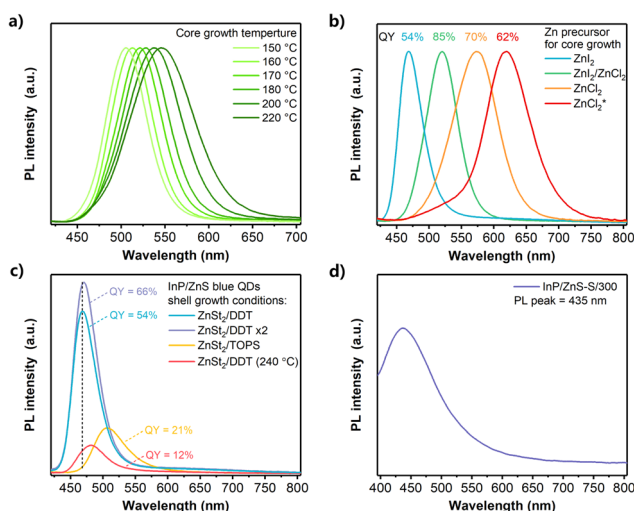 a)
Core growth temperture
150 °C
160 °C
170 °C
180 °C
200 °C
220 °C
PL intensity (a.u.)
450 500 550 600 650 700
Wavelength (nm)
b)
QY 54% 85% 70% 62%
Zn precursor
for core growth
ZnI2
ZnI2/ZnCl2
ZnCl2
ZnCl2*
PL intensity (a.u.)
450 500 550 600 650 700 750 800
Wavelength (nm)
c)
QY = 66%
QY = 54%
InP/ZnS blue QDs
shell growth conditions:
ZnSt2/DDT
ZnSt2/DDT x2
ZnSt2/TOPS
ZnSt2/DDT (240 °C)
QY = 21%
QY = 12%
PL intensity (a.u.)
450 500 550 600 650 700 750 800
Wavelength (nm)
d)
InP/ZnS-S/300
PL peak = 435 nm
PL intensity (a.u.)
400 450 500 550 600 650 700 750 800
Wavelength (nm)